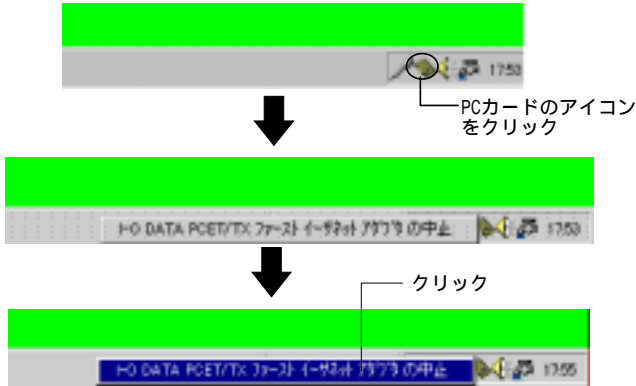 17:53
PCカードのアイコン
をクリック
I-O DATA PCET/TX ファースト イーサネット アダプタ の中止
17:53
クリック
I-O DATA PCET/TX ファースト イーサネット アダプタ の中止
17:55